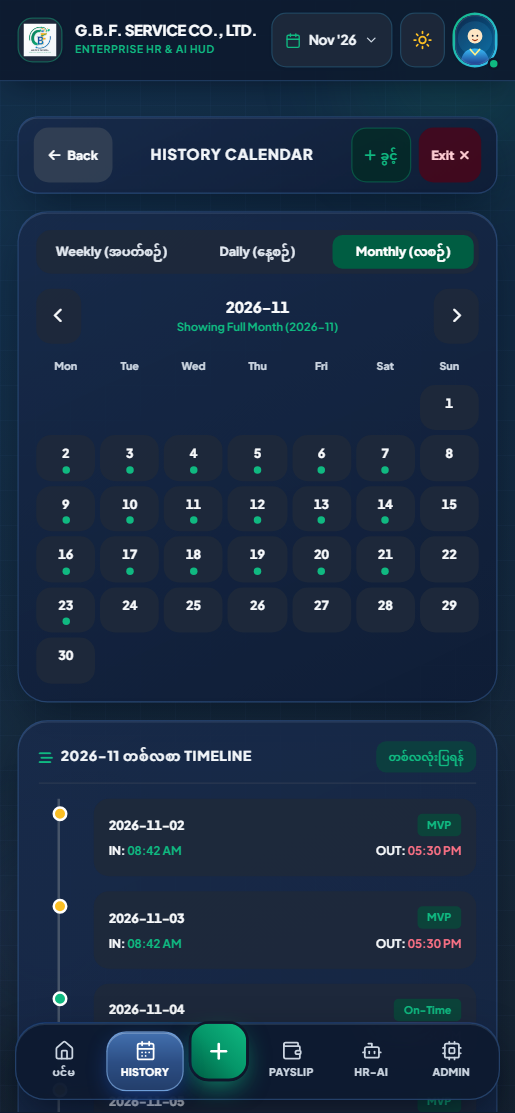 G.B.F. SERVICE CO., LTD.
ENTERPRISE HR & AI HUD
Nov '26
Back
HISTORY CALENDAR
+ ခွင့်
Exit ✕
Weekly (အပတ်စဉ်)
Daily (နေ့စဉ်)
Monthly (လစဉ်)
2026-11
Showing Full Month (2026-11)
Mon Tue Wed Thu Fri Sat Sun
1
2 3 4 5 6 7 8
9 10 11 12 13 14 15
16 17 18 19 20 21 22
23 24 25 26 27 28 29
30
2026-11 တစ်လစာ TIMELINE
တစ်လလုံးပြရန်
2026-11-02 MVP
IN: 08:42 AM OUT: 05:30 PM
2026-11-03 MVP
IN: 08:42 AM OUT: 05:30 PM
2026-11-04 On-Time
ပင်မ
HISTORY
PAYSLIP
HR-AI
ADMIN
2026-11-05 MVP